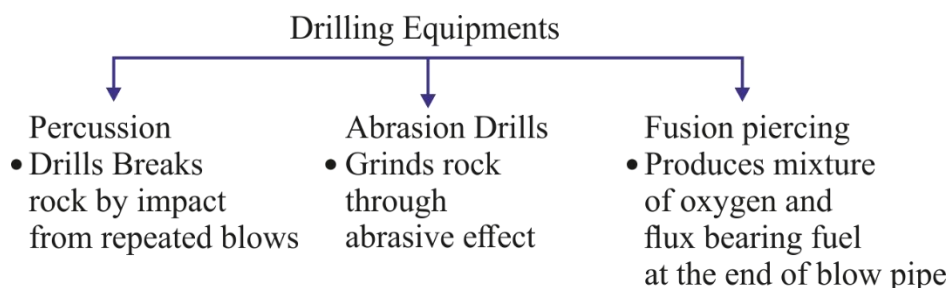 Drilling Equipments
Percussion
• Drills Breaks
rock by impact
from repeated blows
Abrasion Drills
• Grinds rock
through
abrasive effect
Fusion piercing
• Produces mixture
of oxygen and
flux bearing fuel
at the end of blow pipe